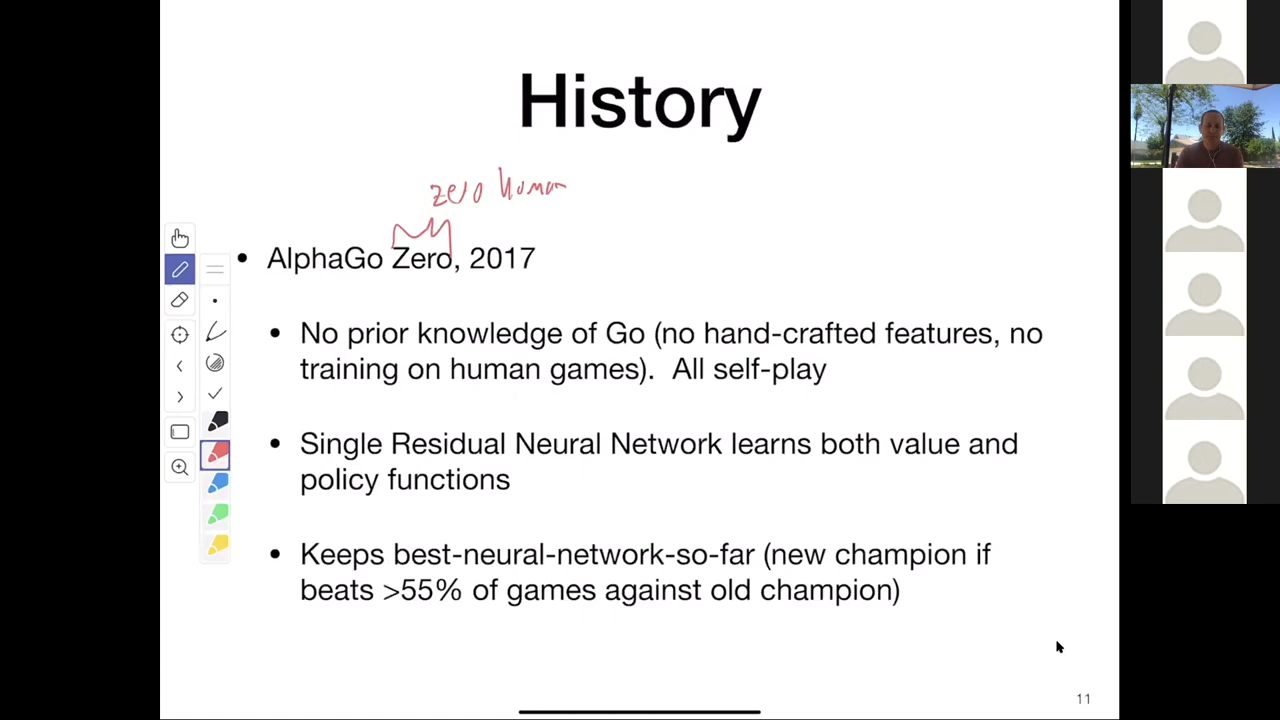 History
zero human
• AlphaGo Zero, 2017
• No prior knowledge of Go (no hand-crafted features, no
training on human games). All self-play
• Single Residual Neural Network learns both value and
policy functions
• Keeps best-neural-network-so-far (new champion if
beats >55% of games against old champion)
11